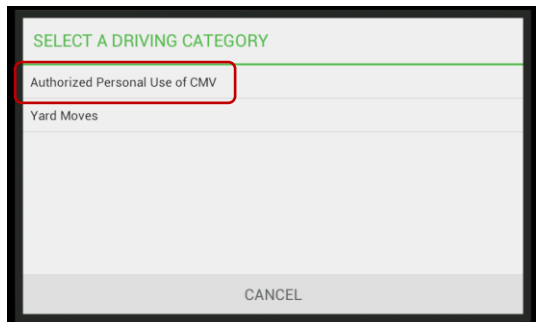 SELECT A DRIVING CATEGORY
Authorized Personal Use of CMV
Yard Moves
CANCEL